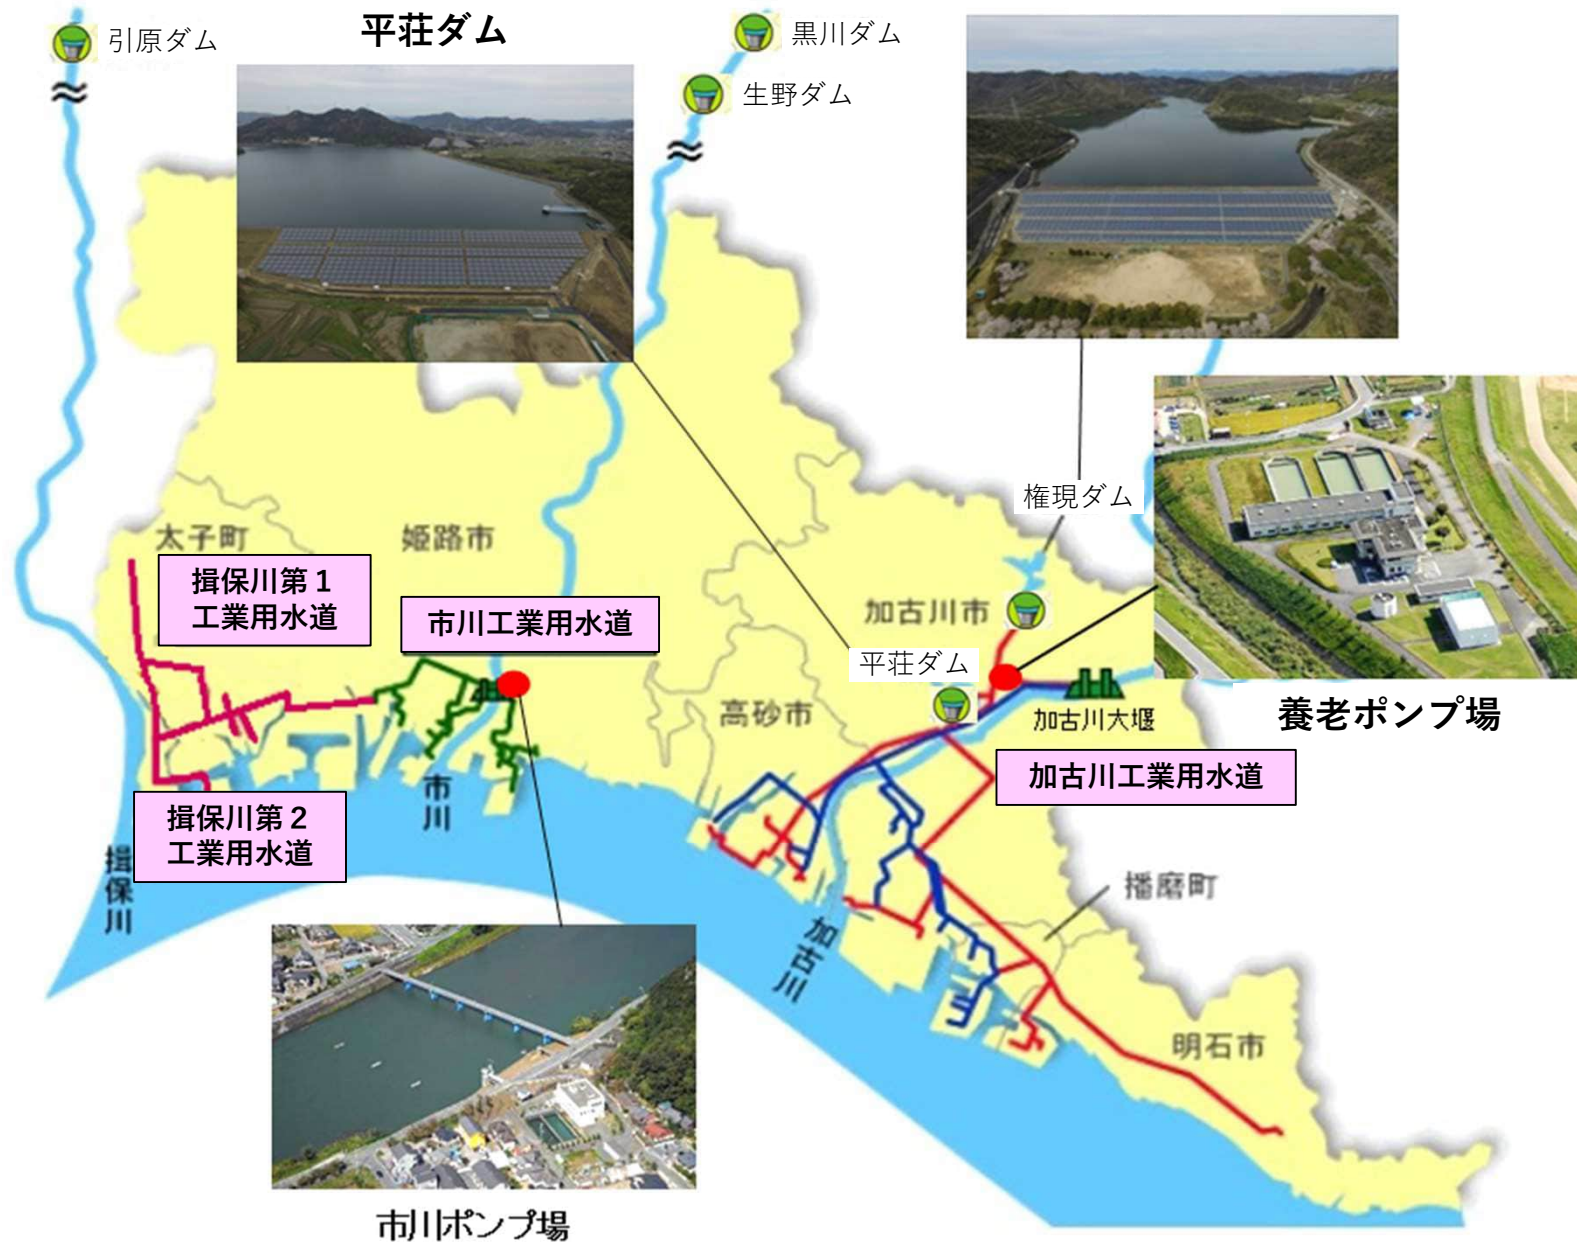 引原ダム
平荘ダム
黒川ダム
生野ダム
権現ダム
太子町
姫路市
揖保川第1
工業用水道
市川工業用水道
加古川市
平荘ダム
高砂市
加古川大堰
養老ポンプ場
加古川工業用水道
市川
揖保川第2
工業用水道
揖保川
播磨町
加古川
明石市
市川ポンプ場